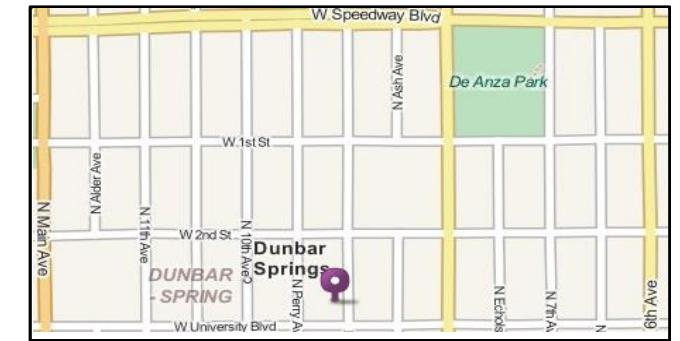 W Speedway Blvd
N Ash Ave
De Anza Park
W 1st St
N Alder Ave
N Main Ave
N 11th Ave
W 2nd St
N 10th Ave
Dunbar
Springs
DUNBAR
- SPRING
N Perry Av
N Echols
N 7th A
6th Ave
W University Blvd
N